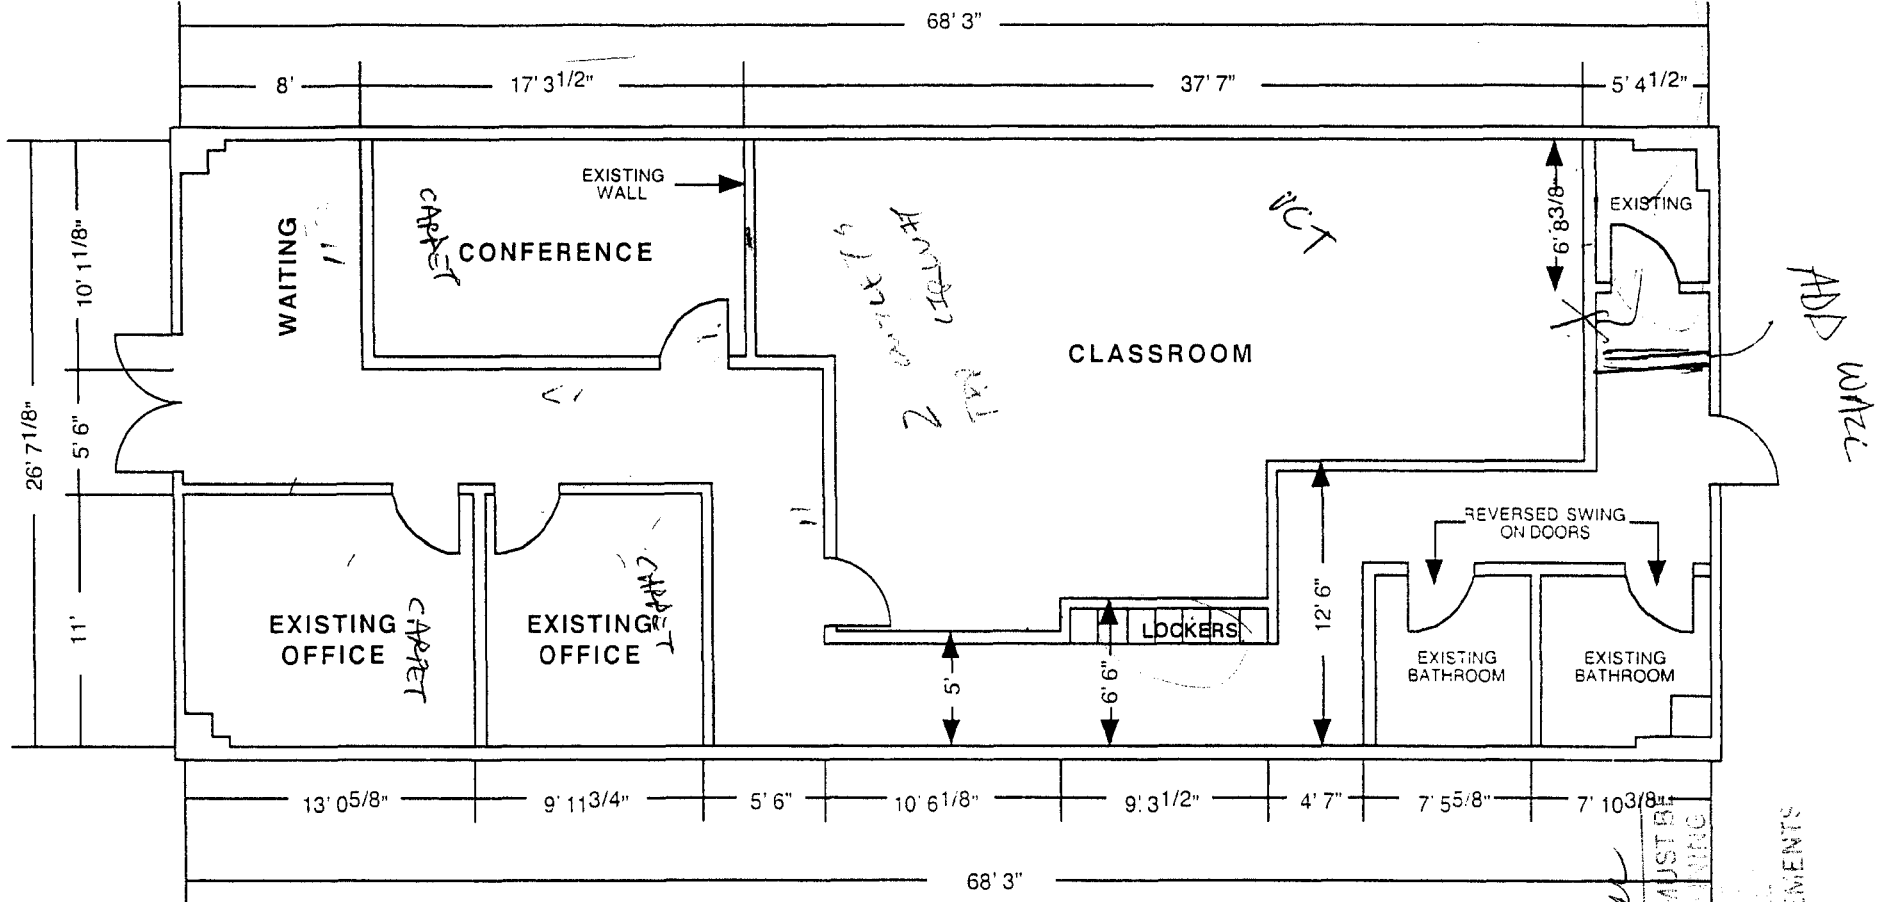 68' 3"
8'
17' 3 1/2"
37' 7"
5' 4 1/2"
EXISTING
WALL
CONFERENCE
CARPET
WAITING
VCT
CLASSROOM
6' 8 3/8"
EXISTING
ADD WALL
10' 1 1/8"
5' 6"
26' 7 1/8"
11'
2
REVERSED SWING
ON DOORS
EXISTING
OFFICE
CARPET
EXISTING
OFFICE
CARPET
LOCKERS
5'
6' 6"
12' 6"
EXISTING
BATHROOM
EXISTING
BATHROOM
13' 0 5/8"
9' 11 3/4"
5' 6"
10' 6 1/8"
9' 3 1/2"
4' 7"
7' 5 5/8"
7' 10 3/8"
68' 3"
MUST BE